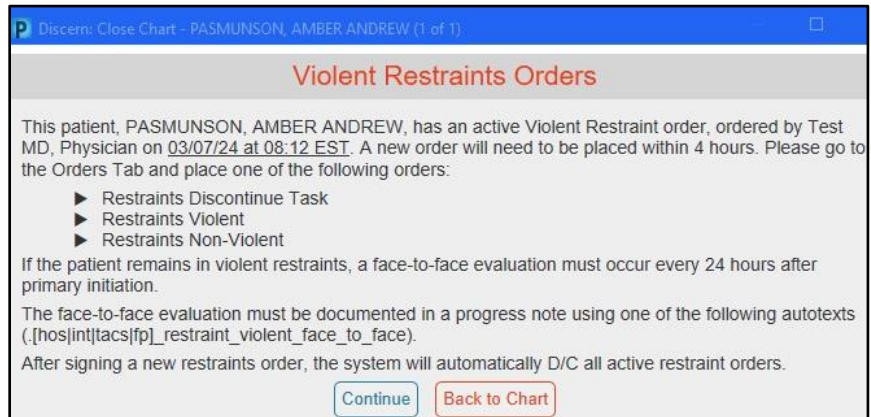 P Discern: Close Chart - PASMUNSON, AMBER ANDREW (1 of 1)
Violent Restraints Orders
This patient, PASMUNSON, AMBER ANDREW, has an active Violent Restraint order, ordered by Test
MD, Physician on 03/07/24 at 08:12 EST. A new order will need to be placed within 4 hours. Please go to
the Orders Tab and place one of the following orders:
▶ Restraints Discontinue Task
▶ Restraints Violent
▶ Restraints Non-Violent
If the patient remains in violent restraints, a face-to-face evaluation must occur every 24 hours after
primary initiation.
The face-to-face evaluation must be documented in a progress note using one of the following autotexts
(.[hos|int|tacs|fp]_restraint_violent_face_to_face).
After signing a new restraints order, the system will automatically D/C all active restraint orders.
Continue Back to Chart